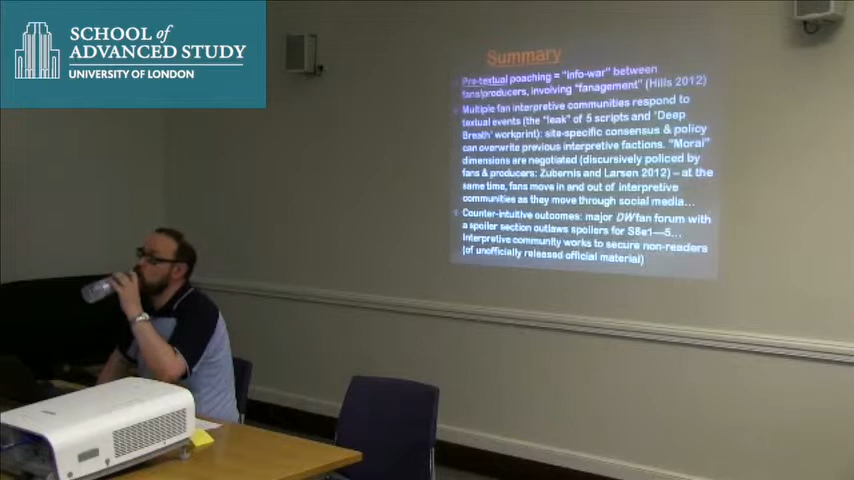 SCHOOL of
ADVANCED STUDY
UNIVERSITY OF LONDON
Summary
Pre-textual poaching = "info-war" between
fans/producers, involving "fanagement" (Hills 2012)
Multiple fan interpretive communities respond to
textual events (the "leak" of 5 scripts and "Deep
Breath" workprint): site-specific consensus & policy
can overwrite previous interpretive factions. "Moral"
dimensions are negotiated (discursively policed by
fans & producers: Zubernis and Larsen 2012) – at the
same time, fans move in and out of interpretive
communities as they move through social media...
Counter-intuitive outcomes: major DW fan forum with
a spoiler section outlaws spoilers for S8e1—5...
Interpretive community works to secure non-readers
(of unofficially released official material)